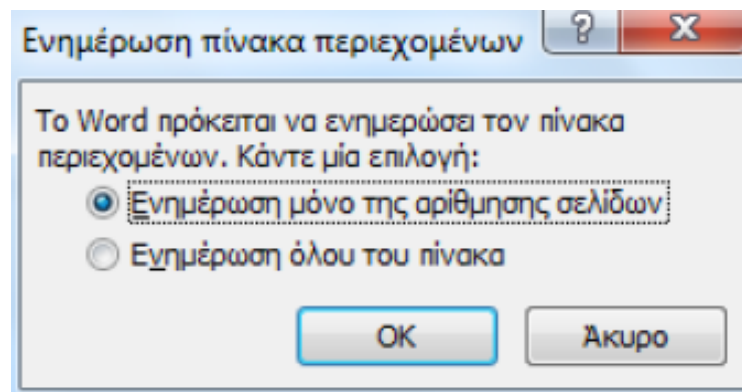 Ενημέρωση πίνακα περιεχομένων
Το Word πρόκειται να ενημερώσει τον πίνακα
περιεχομένων. Κάντε μία επιλογή:
Ενημέρωση μόνο της αρίθμησης σελίδων
Ενημέρωση όλου του πίνακα
OK Άκυρο